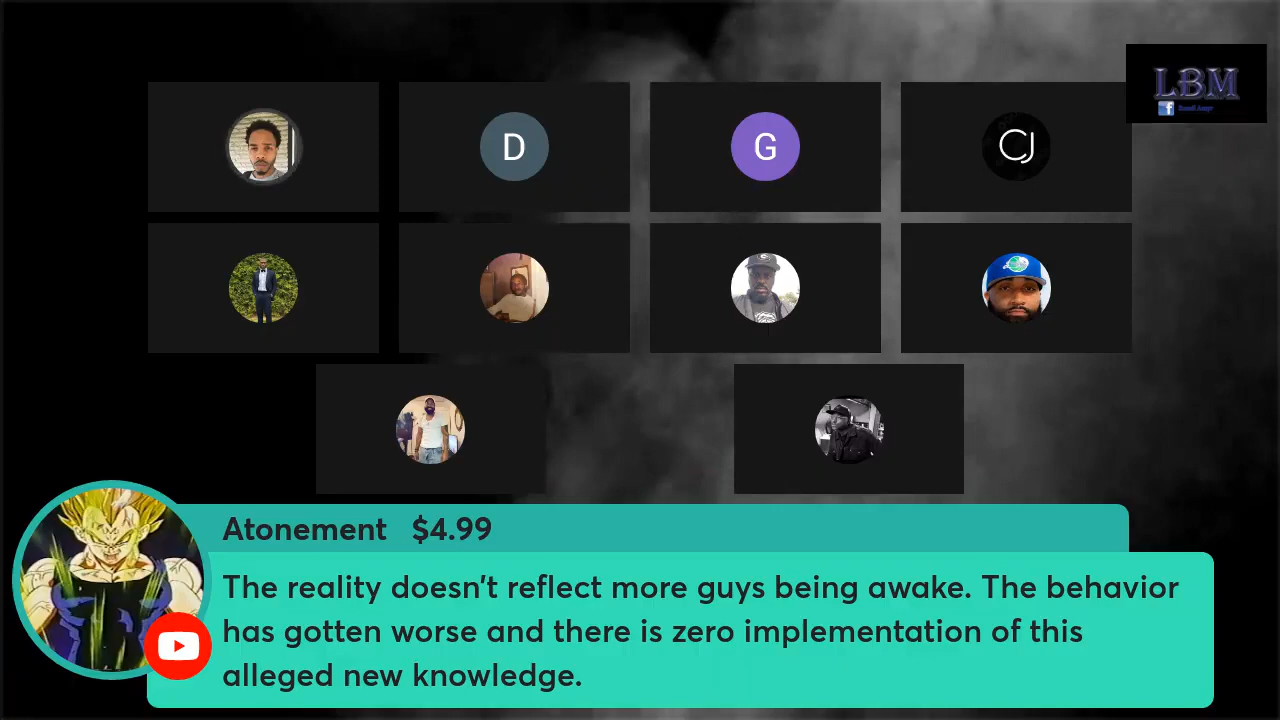 LBM
D
G
CJ
Atonement $4.99
The reality doesn't reflect more guys being awake. The behavior
has gotten worse and there is zero implementation of this
alleged new knowledge.